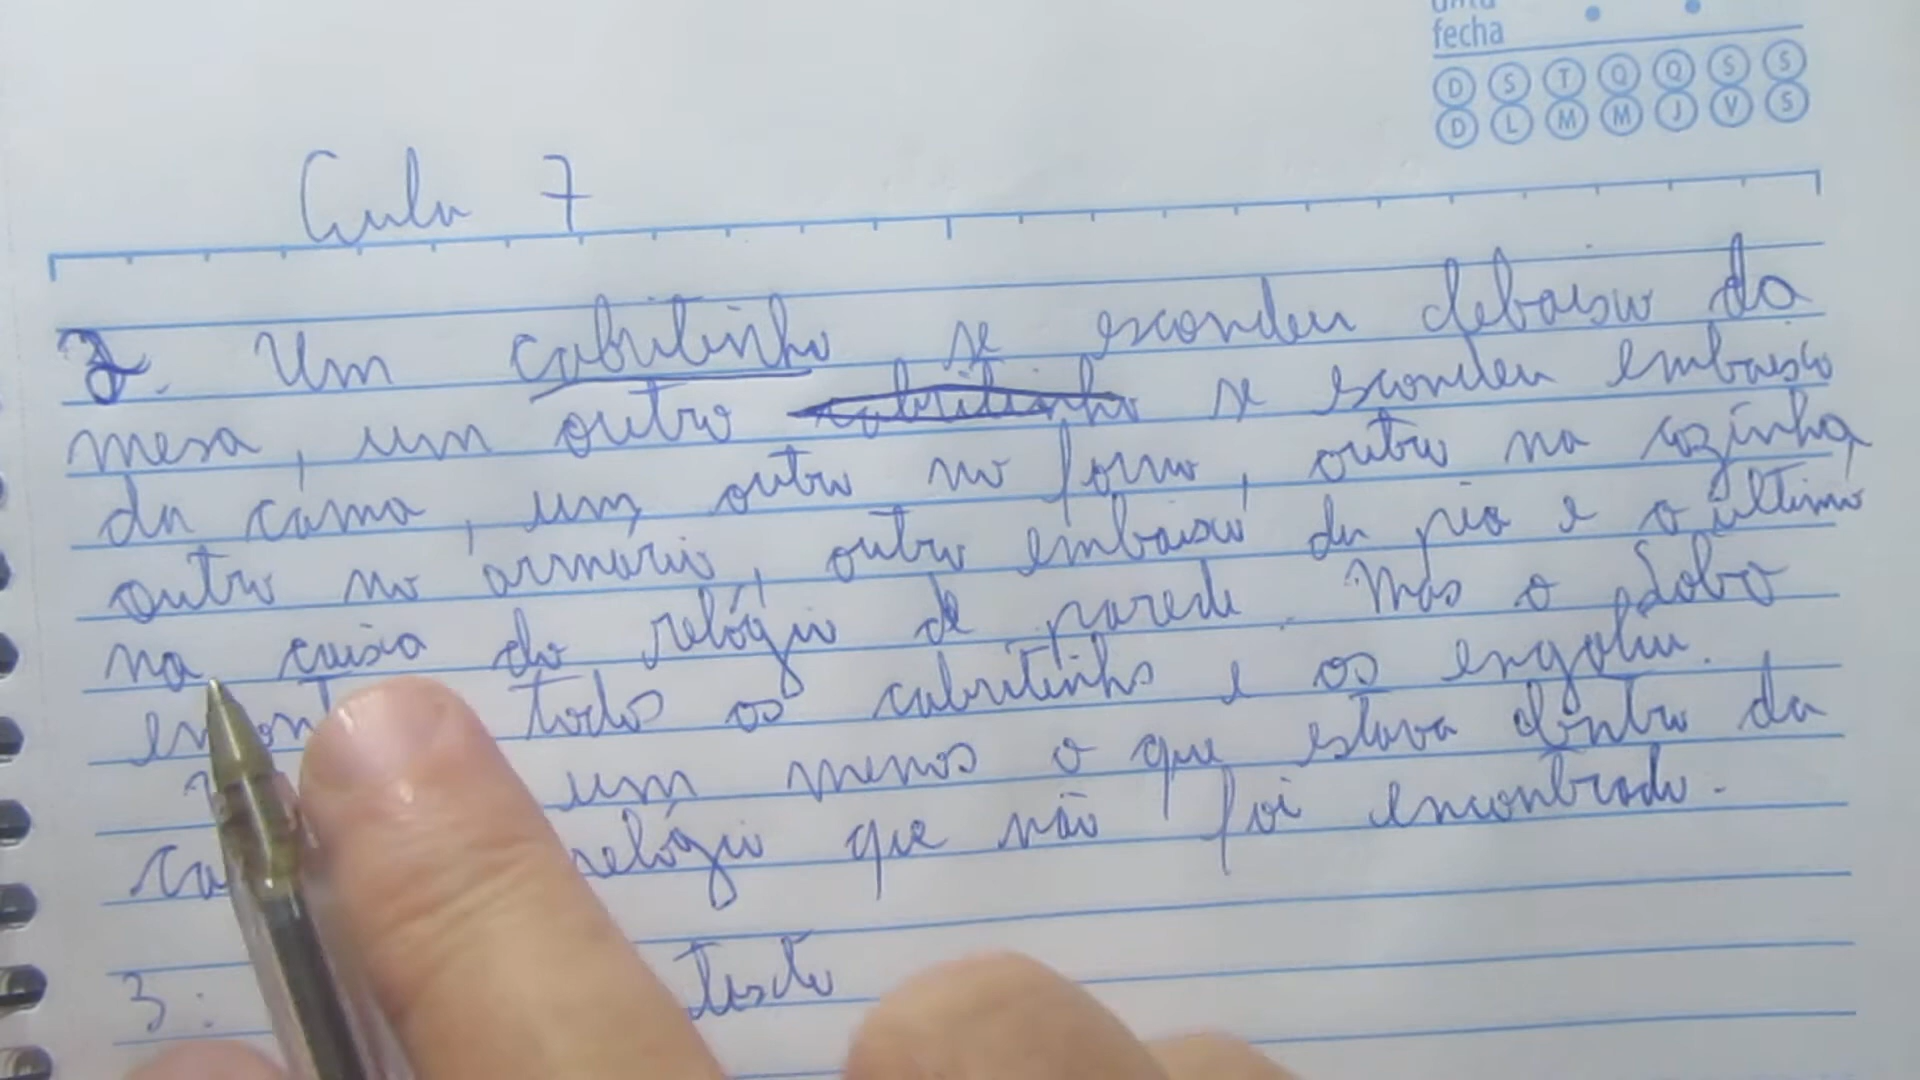 fecha
D S T Q Q S S
D L M M J V S
Aula 7
2. Um cabritinho se escondeu debaixo da
mesa, um outro cabritinho se escondeu embaixo
da cama, um outro no forno, outro na cozinha,
outro no armário, outro embaixo da pia e o último
na caixa do relógio de parede. Mas o lobo
todos os cabritinhos e os engoliu.
um menos o que estava dentro da
relógio que não foi encontrado.
3: texto